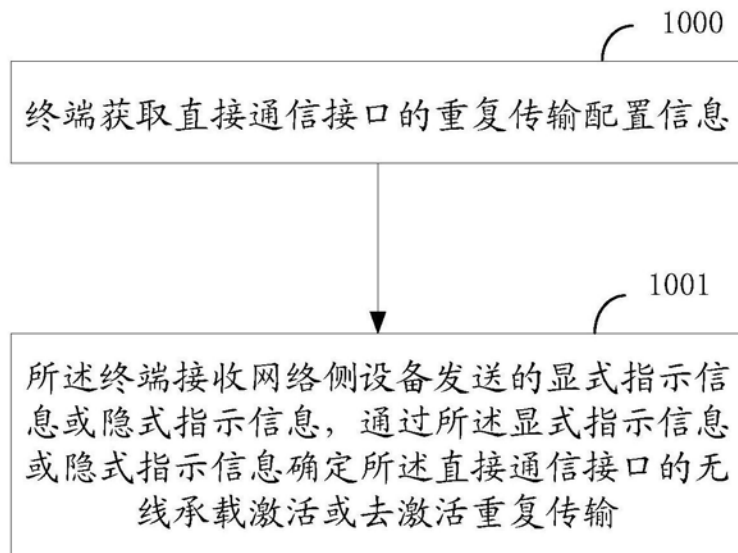 1000
终端获取直接通信接口的重复传输配置信息
1001
所述终端接收网络侧设备发送的显式指示信
息或隐式指示信息，通过所述显式指示信息
或隐式指示信息确定所述直接通信接口的无
线承载激活或去激活重复传输